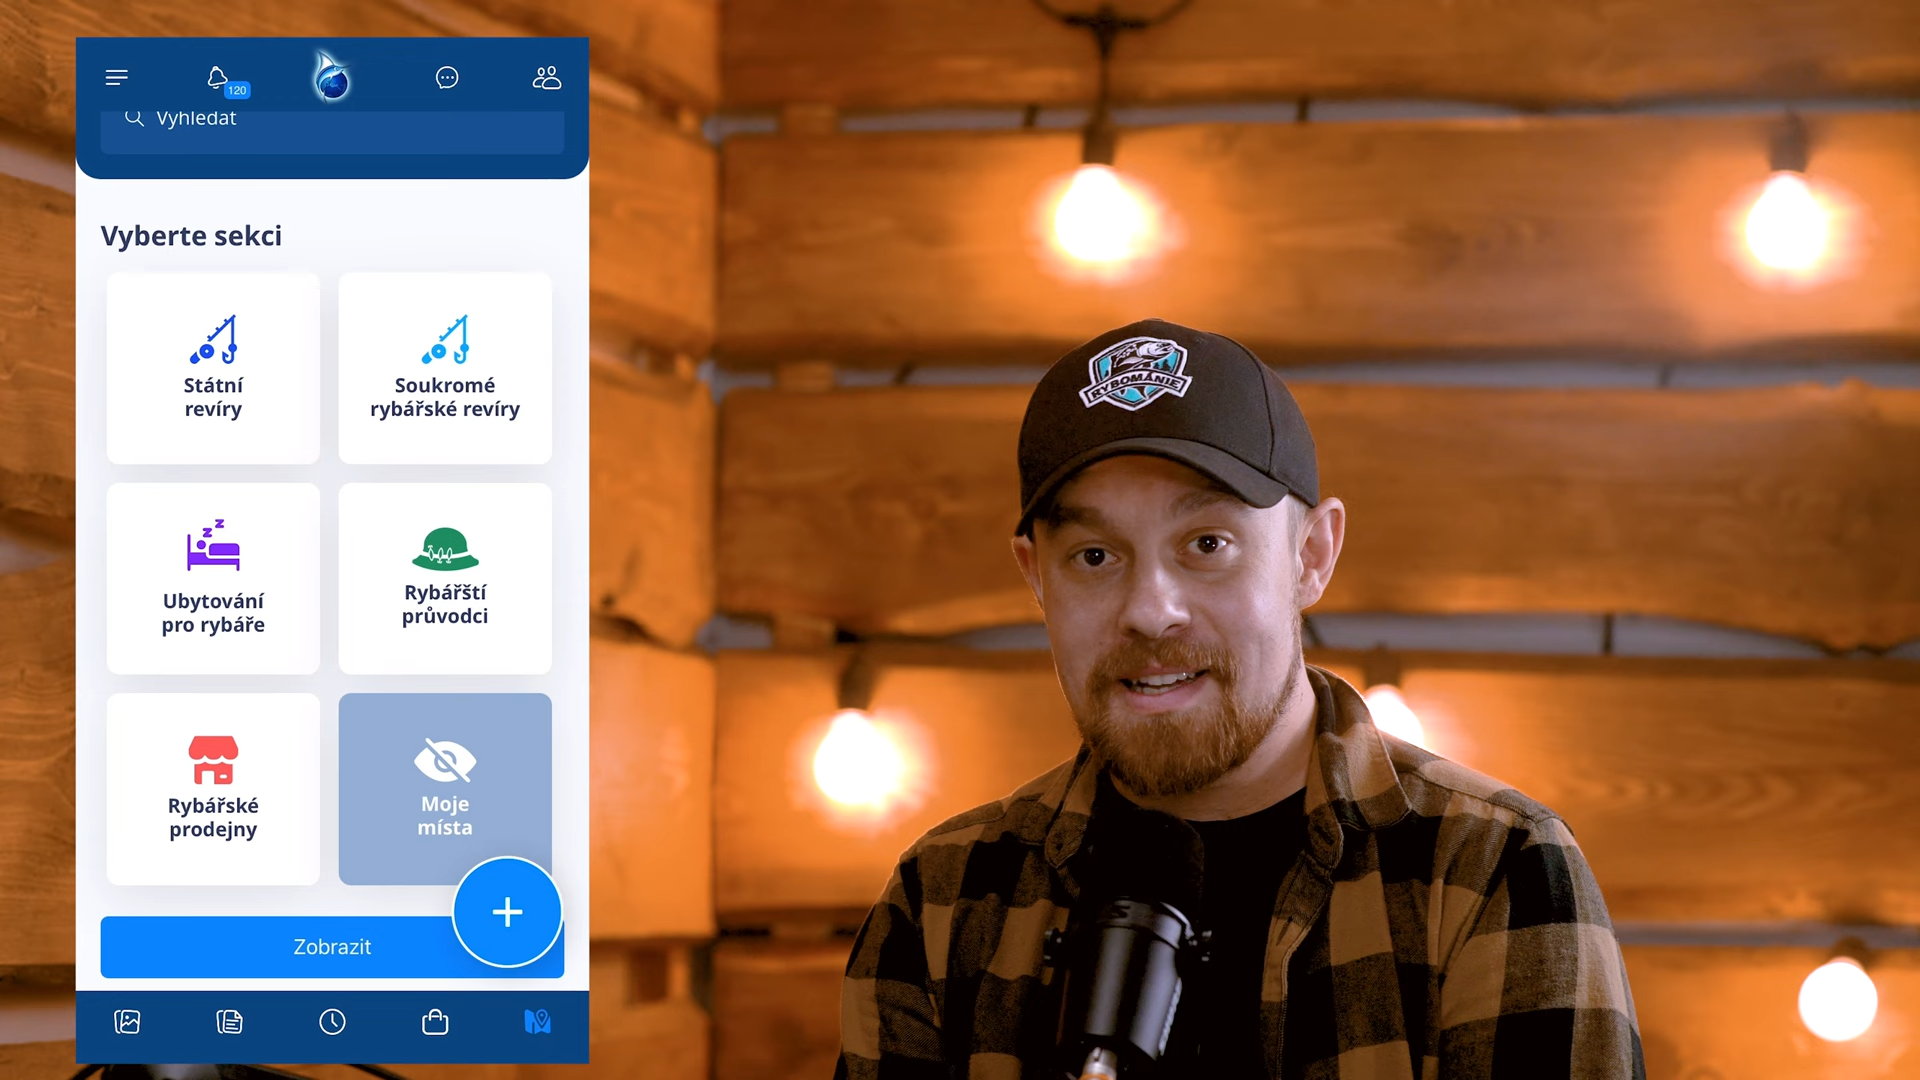 120
Vyhledat
Vyberte sekci
Státní
revíry
Soukromé
rybářské revíry
Ubytování
pro rybáře
Rybářští
průvodci
Rybářské
prodejny
Moje
místa
Zobrazit
RYBOMÁNIE